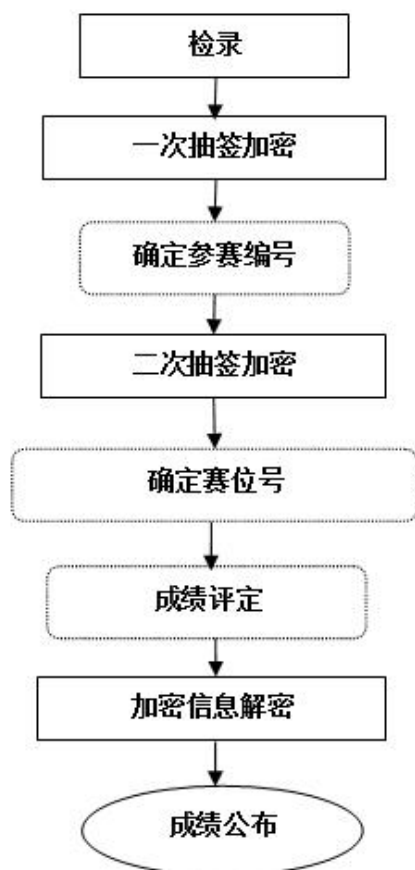 检录
一次抽签加密
确定参赛编号
二次抽签加密
确定赛位号
成绩评定
加密信息解密
成绩公布